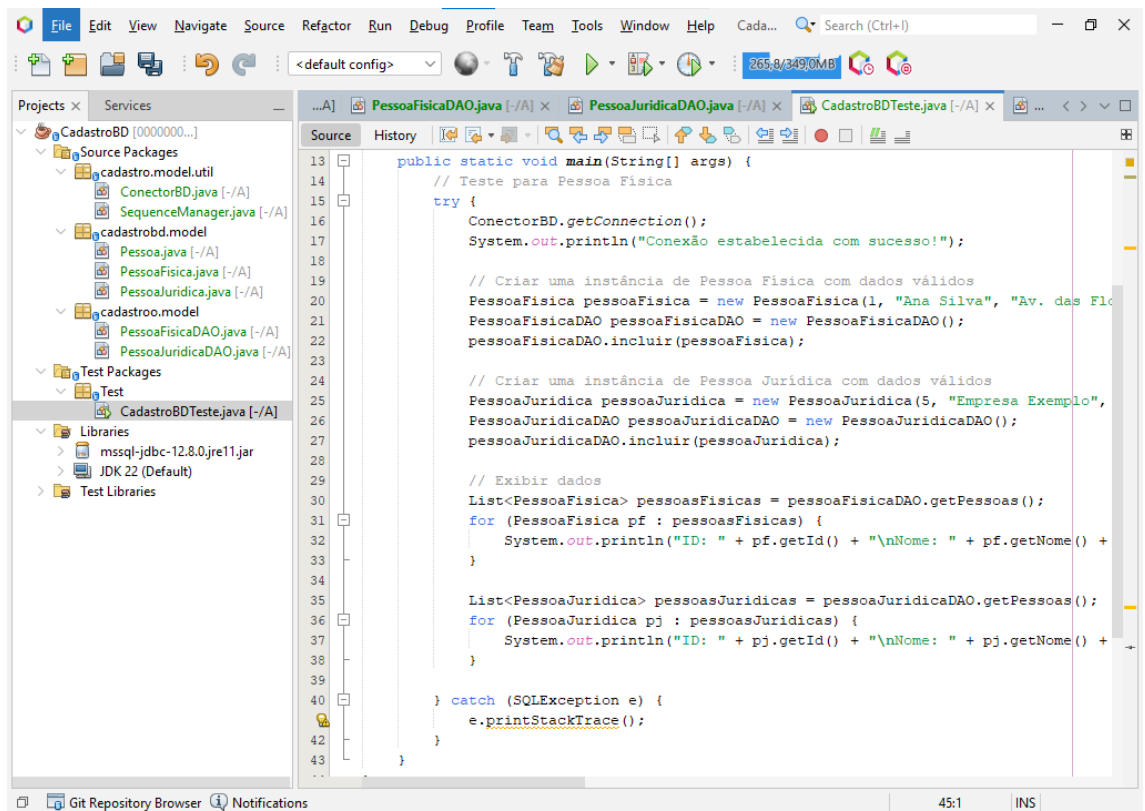 File Edit View Navigate Source Refactor Run Debug Profile Team Tools Window Help Cada... Search (Ctrl+I)
<default config> 265,8/349,0MB
Projects Services
...A] PessoaFisicaDAO.java [-/A] PessoaJuridicaDAO.java [-/A] CadastroBDTeste.java [-/A] ...
Source History
CadastroBD [0000000...]
Source Packages
cadastro.model.util
ConectorBD.java [-/A]
SequenceManager.java [-/A]
cadastrobd.model
Pessoa.java [-/A]
PessoaFisica.java [-/A]
PessoaJuridica.java [-/A]
cadastroo.model
PessoaFisicaDAO.java [-/A]
PessoaJuridicaDAO.java [-/A]
Test Packages
Test
CadastroBDTeste.java [-/A]
Libraries
mssql-jdbc-12.8.0.jre11.jar
JDK 22 (Default)
Test Libraries
13 public static void main(String[] args) {
14 // Teste para Pessoa Física
15 try {
16 ConectorBD.getConnection();
17 System.out.println("Conexão estabelecida com sucesso!");
18
19 // Criar uma instância de Pessoa Física com dados válidos
20 PessoaFisica pessoaFisica = new PessoaFisica(1, "Ana Silva", "Av. das Flo
21 PessoaFisicaDAO pessoaFisicaDAO = new PessoaFisicaDAO();
22 pessoaFisicaDAO.incluir(pessoaFisica);
23
24 // Criar uma instância de Pessoa Jurídica com dados válidos
25 PessoaJuridica pessoaJuridica = new PessoaJuridica(5, "Empresa Exemplo",
26 PessoaJuridicaDAO pessoaJuridicaDAO = new PessoaJuridicaDAO();
27 pessoaJuridicaDAO.incluir(pessoaJuridica);
28
29 // Exibir dados
30 List<PessoaFisica> pessoasFisicas = pessoaFisicaDAO.getPessoas();
31 for (PessoaFisica pf : pessoasFisicas) {
32 System.out.println("ID: " + pf.getId() + "\nNome: " + pf.getNome() +
33 }
34
35 List<PessoaJuridica> pessoasJuridicas = pessoaJuridicaDAO.getPessoas();
36 for (PessoaJuridica pj : pessoasJuridicas) {
37 System.out.println("ID: " + pj.getId() + "\nNome: " + pj.getNome() +
38 }
39
40 } catch (SQLException e) {
e.printStackTrace();
42 }
43 }
Git Repository Browser Notifications 45:1 INS